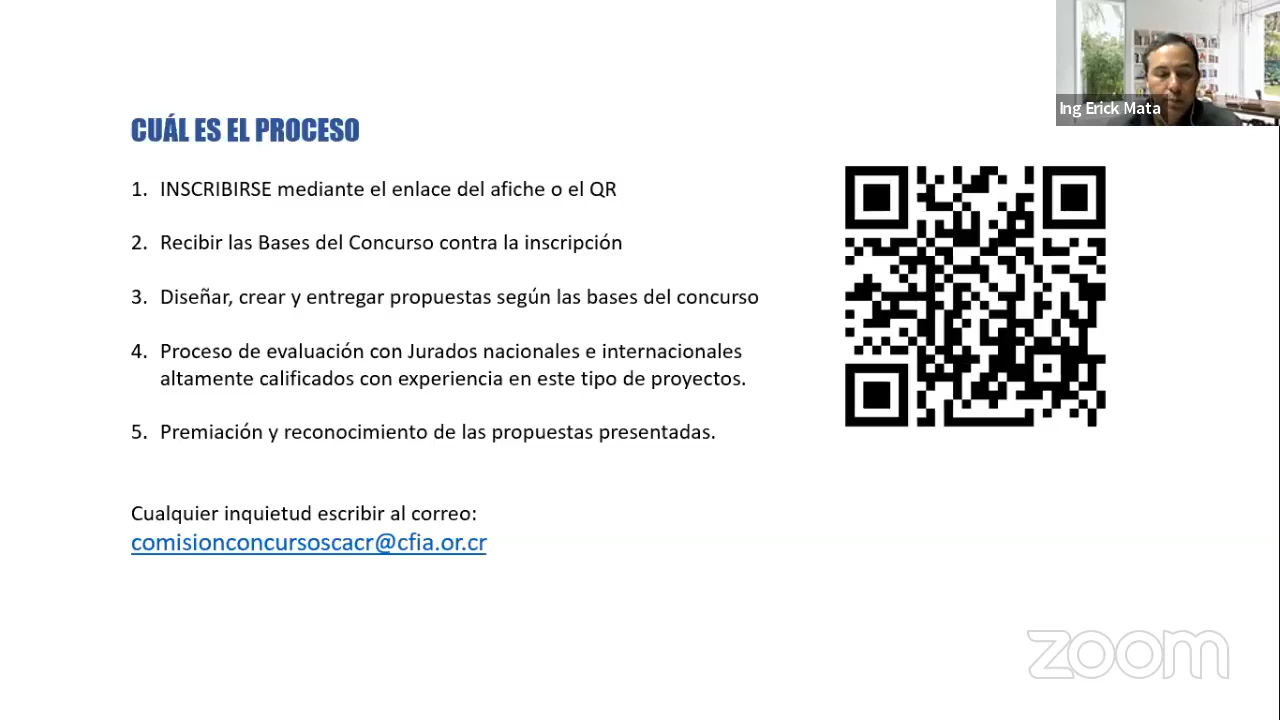 Ing Erick Mata
CUÁL ES EL PROCESO
1. INSCRIBIRSE mediante el enlace del afiche o el QR
2. Recibir las Bases del Concurso contra la inscripción
3. Diseñar, crear y entregar propuestas según las bases del concurso
4. Proceso de evaluación con Jurados nacionales e internacionales
altamente calificados con experiencia en este tipo de proyectos.
5. Premiación y reconocimiento de las propuestas presentadas.
Cualquier inquietud escribir al correo:
comisionconcursoscacr@cfia.or.cr
zoom